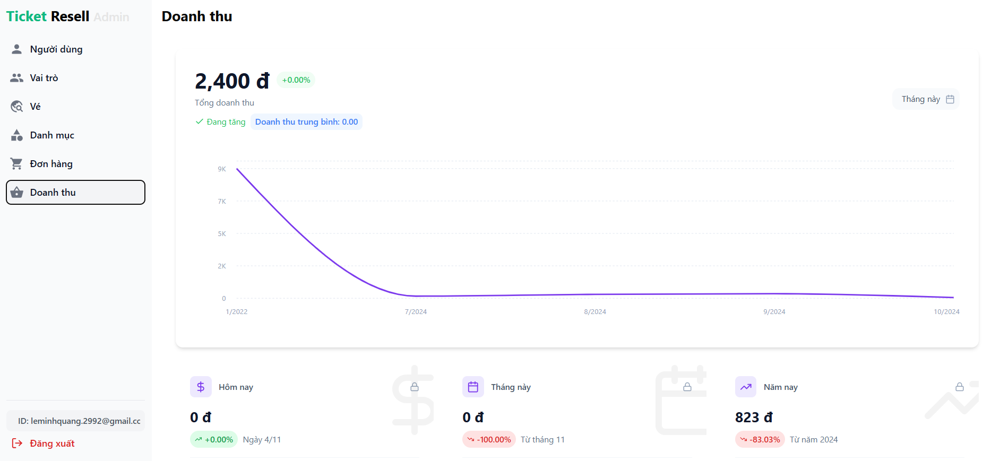 Ticket Resell Admin
Người dùng
Vai trò
Vé
Danh mục
Đơn hàng
Doanh thu
ID: leminhquang.2992@gmail.cc
Đăng xuất
Doanh thu
2,400 đ +0.00%
Tổng doanh thu
Đang tăng Doanh thu trung bình: 0.00
Tháng này
9K
7K
5K
2K
0
1/2022 7/2024 8/2024 9/2024 10/2024
Hôm nay
0 đ
+0.00% Ngày 4/11
Tháng này
0 đ
-100.00% Từ tháng 11
Năm nay
823 đ
-83.03% Từ năm 2024